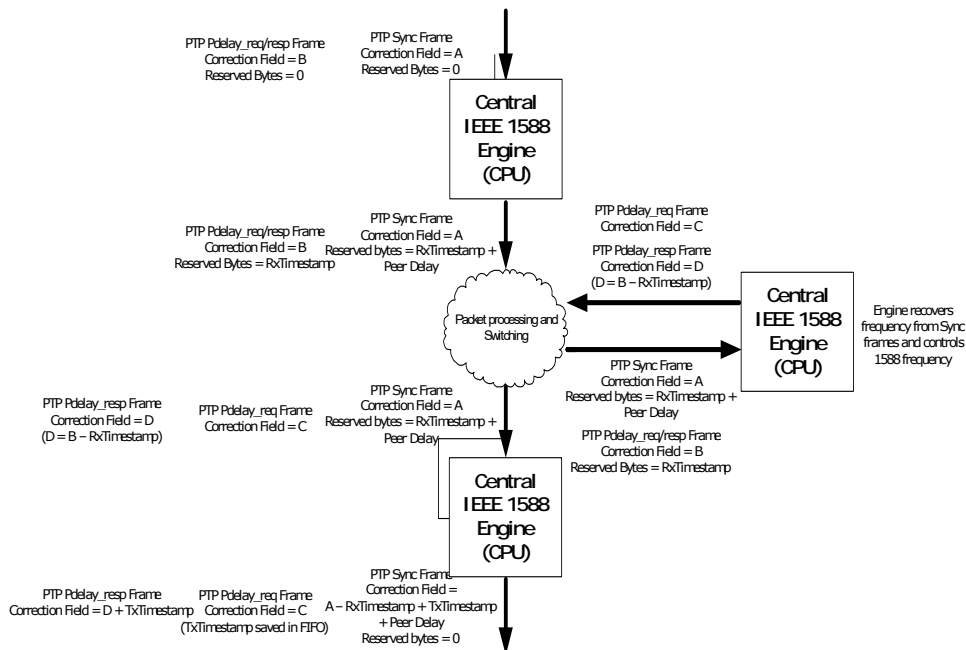 PTP Pdelay_req/resp Frame
Correction Field = B
Reserved Bytes = 0
PTP Sync Frame
Correction Field = A
Reserved Bytes = 0
Central
IEEE 1588
Engine
(CPU)
PTP Pdelay_req/resp Frame
Correction Field = B
Reserved Bytes = RxTimestamp
PTP Sync Frame
Correction Field = A
Reserved bytes = RxTimestamp +
Peer Delay
PTP Pdelay_req Frame
Correction Field = C
PTP Pdelay_resp Frame
Correction Field = D
(D = B – RxTimestamp)
Packet processing and
Switching
Central
IEEE 1588
Engine
(CPU)
Engine recovers
frequency from Sync
frames and controls
1588 frequency
PTP Sync Frame
Correction Field = A
Reserved bytes = RxTimestamp +
Peer Delay
PTP Pdelay_req/resp Frame
Correction Field = B
Reserved Bytes = RxTimestamp
PTP Pdelay_resp Frame
Correction Field = D
(D = B – RxTimestamp)
PTP Pdelay_req Frame
Correction Field = C
PTP Sync Frame
Correction Field = A
Reserved bytes = RxTimestamp +
Peer Delay
Central
IEEE 1588
Engine
(CPU)
PTP Pdelay_resp Frame
Correction Field = D + TxTimestamp
PTP Pdelay_req Frame
Correction Field = C
(TxTimestamp saved in FIFO)
PTP Sync Frame
Correction Field =
A – RxTimestamp + TxTimestamp
+ Peer Delay
Reserved bytes = 0